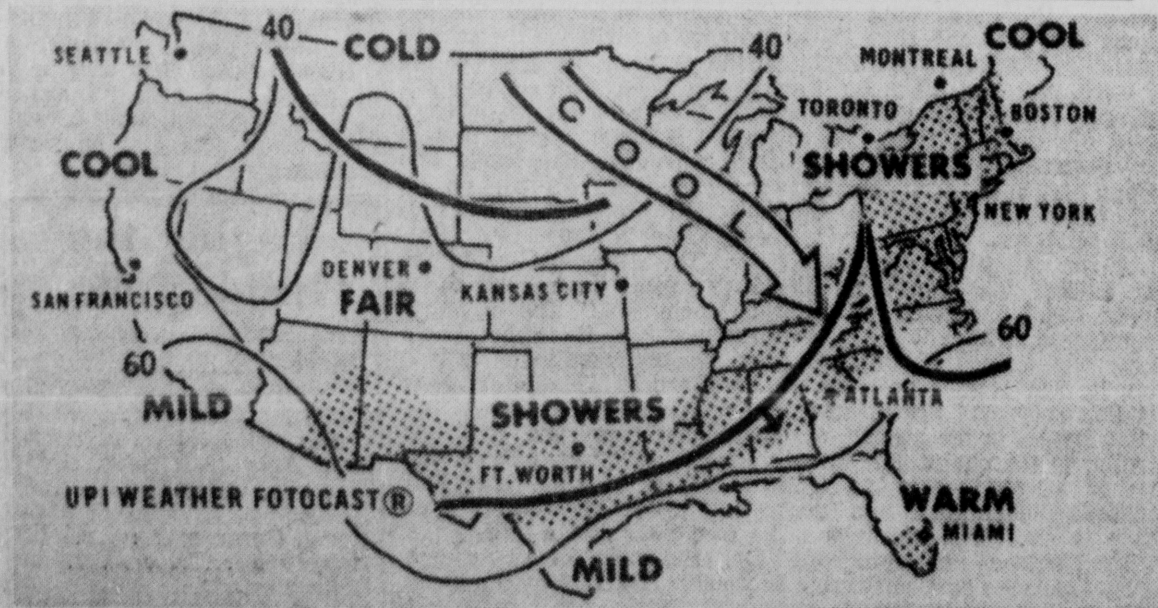 40
COLD
40
COOL
SEATTLE
MONTREAL
TORONTO
BOSTON
COOL
COOL
SHOWERS
NEW YORK
DENVER
KANSAS CITY
SAN FRANCISCO
FAIR
60
60
MILD
SHOWERS
ATLANTA
FT. WORTH
UPI WEATHER FOTOCAST®
WARM
MIAMI
MILD